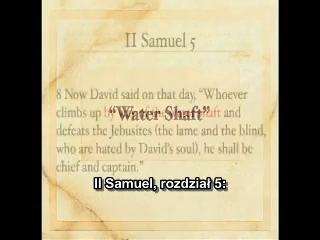 II Samuel 5
8 Now David said on that day, “Whoever
climbs up by “Water Shaft” and
defeats the Jebusites (the lame and the blind,
who are hated by David’s soul), he shall be
chief and captain.”
II Samuel, rozdział 5: